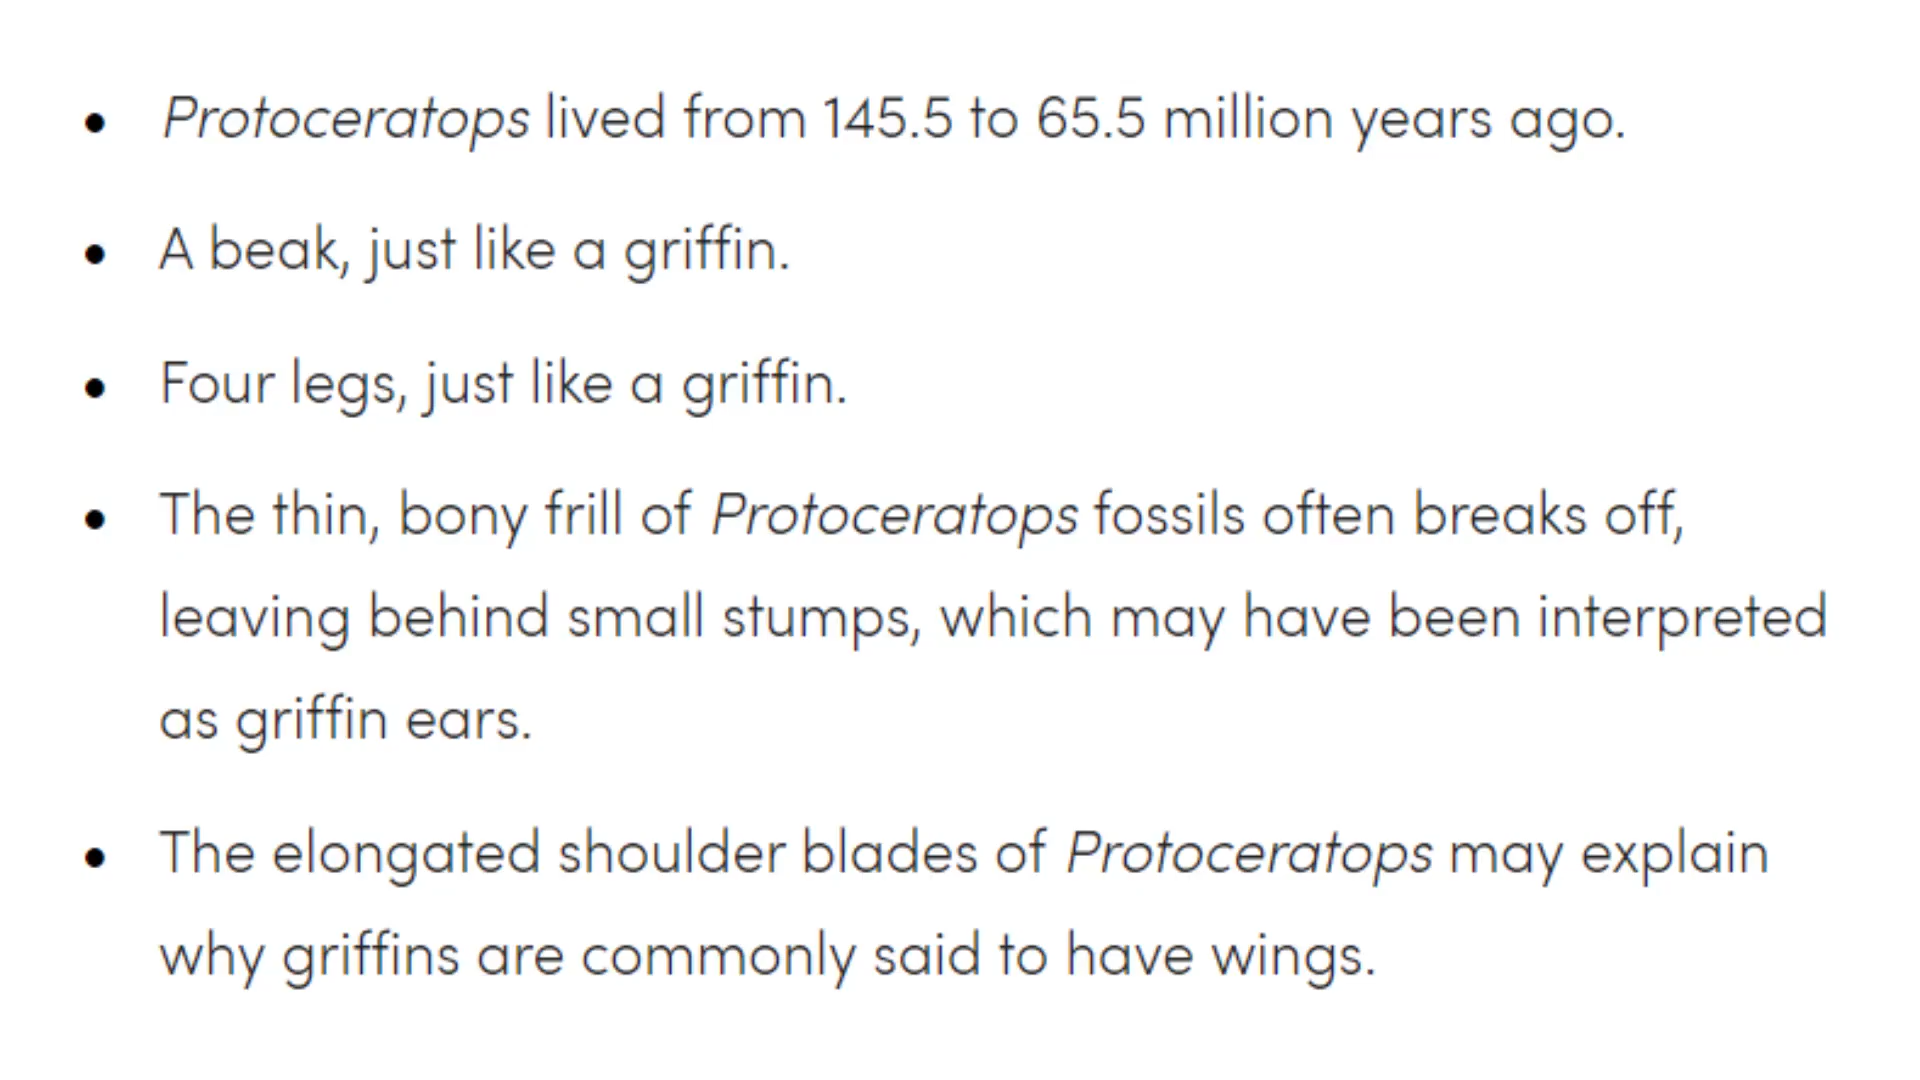 • Protoceratops lived from 145.5 to 65.5 million years ago.
• A beak, just like a griffin.
• Four legs, just like a griffin.
• The thin, bony frill of Protoceratops fossils often breaks off,
leaving behind small stumps, which may have been interpreted
as griffin ears.
• The elongated shoulder blades of Protoceratops may explain
why griffins are commonly said to have wings.